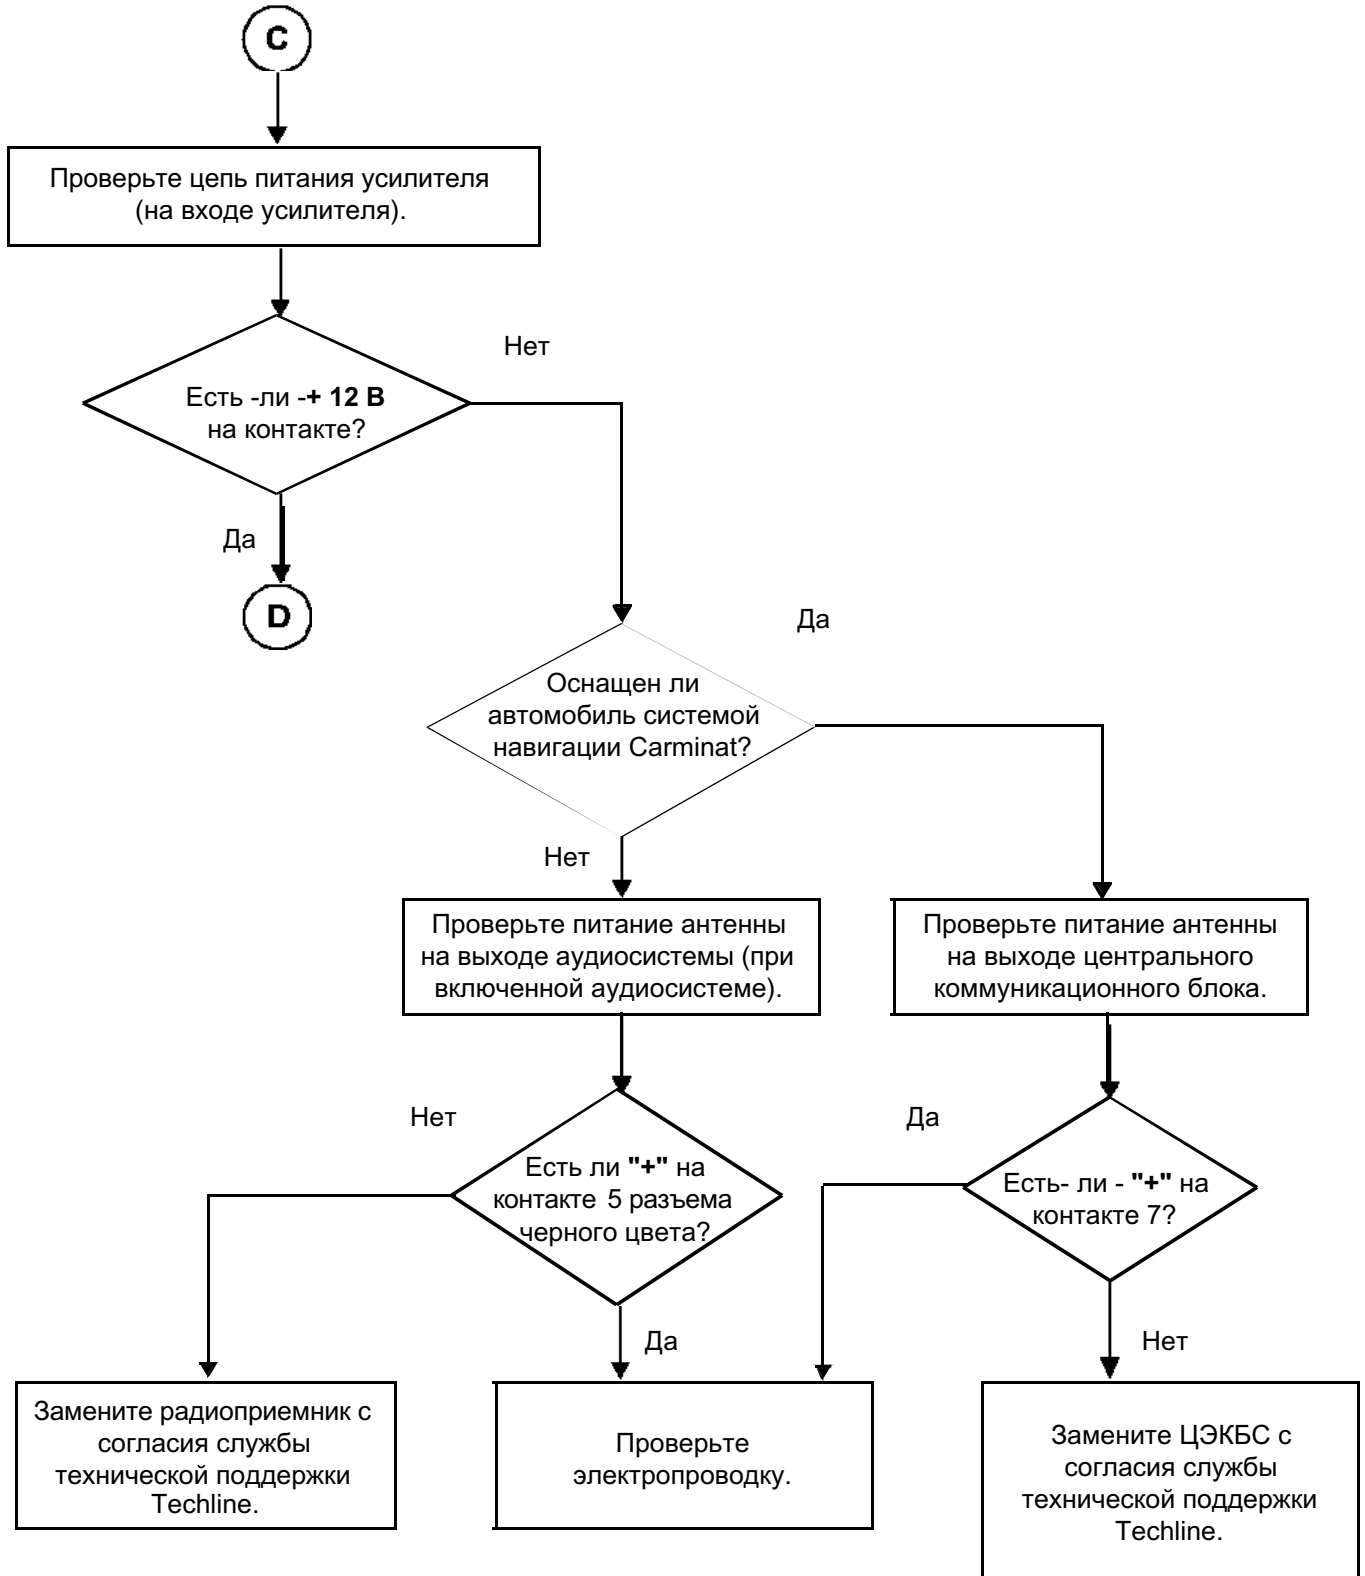 C
Проверьте цепь питания усилителя
(на входе усилителя).
Нет
Есть -ли -+ 12 В
на контакте?
Да
D
Да
Оснащен ли
автомобиль системой
навигации Carminat?
Нет
Проверьте питание антенны
на выходе аудиосистемы (при
включенной аудиосистеме).
Проверьте питание антенны
на выходе центрального
коммуникационного блока.
Нет
Да
Есть ли "+" на
контакте 5 разъема
черного цвета?
Есть- ли - "+" на
контакте 7?
Да
Нет
Замените радиоприемник с
согласия службы
технической поддержки
Techline.
Проверьте
электропроводку.
Замените ЦЭКБС с
согласия службы
технической поддержки
Techline.